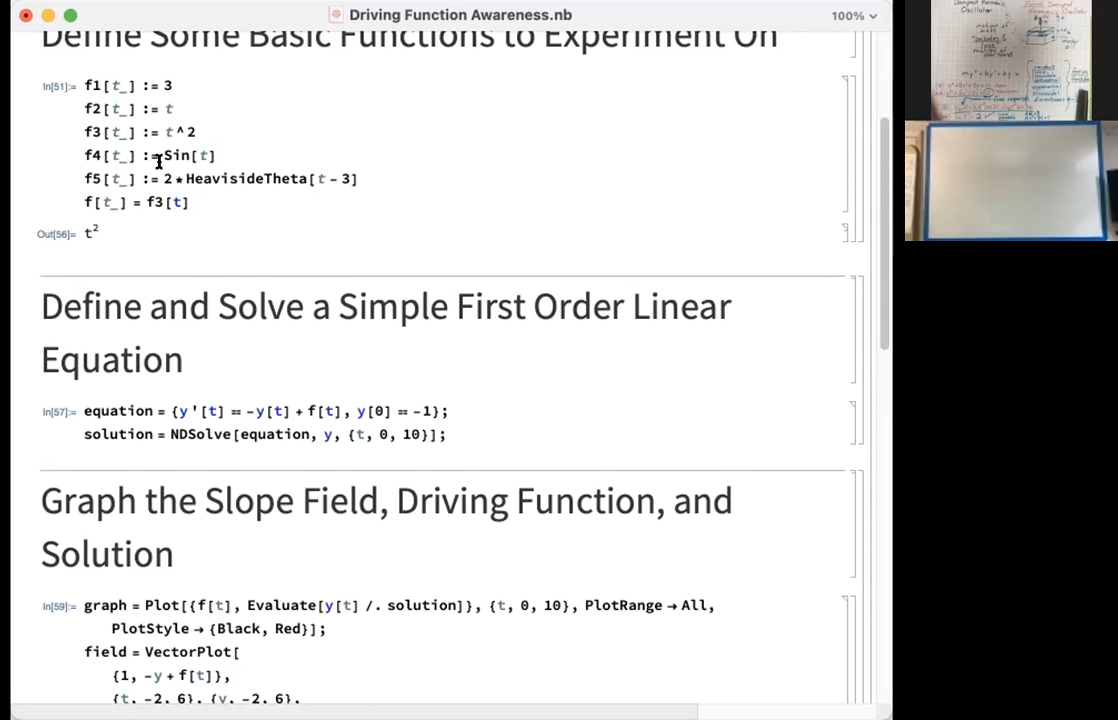 Driving Function Awareness.nb
100%
Define Some Basic Functions to Experiment On
In[51]:= f1[t_] := 3
f2[t_] := t
f3[t_] := t^2
f4[t_] := Sin[t]
f5[t_] := 2*HeavisideTheta[t - 3]
f[t_] = f3[t]
Out[56]= t²
Define and Solve a Simple First Order Linear
Equation
In[57]:= equation = {y'[t] == -y[t] + f[t], y[0] == -1};
solution = NDSolve[equation, y, {t, 0, 10}];
Graph the Slope Field, Driving Function, and
Solution
In[59]:= graph = Plot[{f[t], Evaluate[y[t] /. solution]}, {t, 0, 10}, PlotRange → All,
PlotStyle → {Black, Red}];
field = VectorPlot[
{1, -y + f[t]},
{t, -2, 6}, {y, -2, 6},
Oscillator